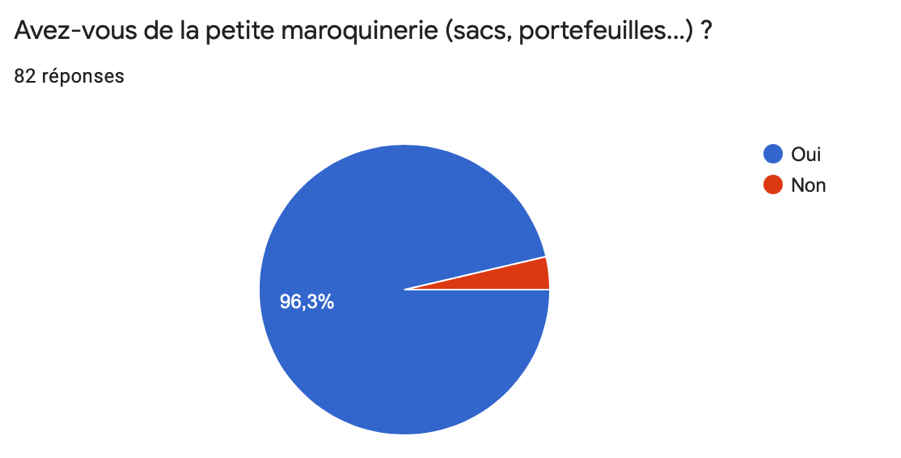 Avez-vous de la petite maroquinerie (sacs, portefeuilles...) ?
82 réponses
Oui
Non
96,3%